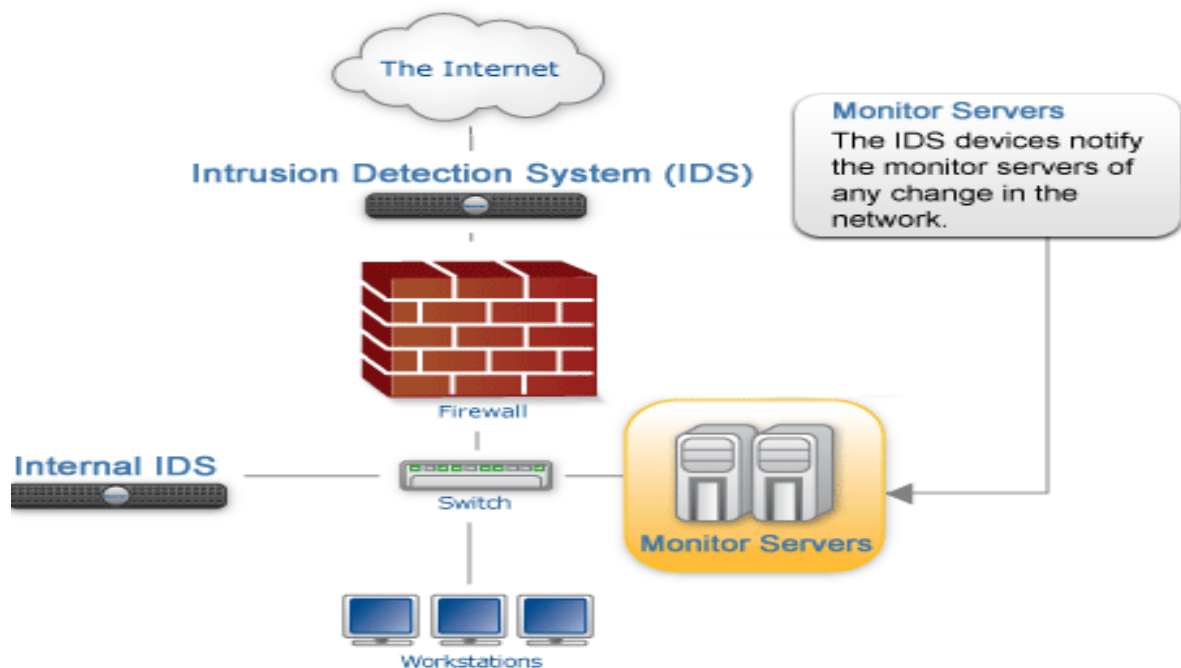 The Internet
Intrusion Detection System (IDS)
Monitor Servers
The IDS devices notify
the monitor servers of
any change in the
network.
Firewall
Internal IDS
Switch
Monitor Servers
Workstations